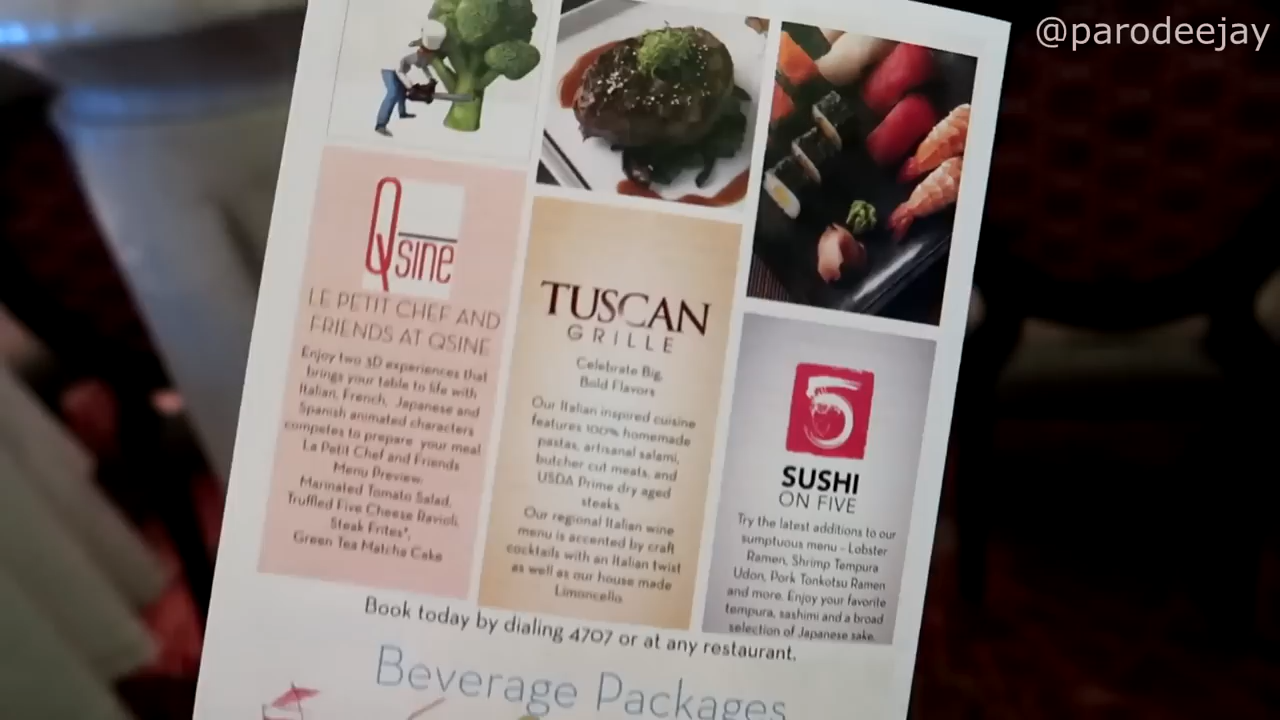 @parodeejay
Qsine
LE PETIT CHEF AND
FRIENDS AT QSINE
Enjoy two 3D experiences that
brings your table to life with
Italian, French, Japanese and
Spanish animated characters
competes to prepare your meal
La Petit Chef and Friends
Menu Preview:
Marinated Tomato Salad,
Truffled Five Cheese Ravioli,
Steak Frites*,
Green Tea Matcha Cake
TUSCAN
GRILLE
Celebrate Big,
Bold Flavors
Our Italian inspired cuisine
features 100% homemade
pastas, artisanal salami,
butcher cut meats, and
USDA Prime dry aged
steaks.
Our regional Italian wine
menu is accented by craft
cocktails with an Italian twist
as well as our house made
Limoncello.
5
SUSHI
ON FIVE
Try the latest additions to our
sumptuous menu - Lobster
Ramen, Shrimp Tempura
Udon, Pork Tonkotsu Ramen
and more. Enjoy your favorite
tempura, sashimi and a broad
selection of Japanese sake.
Book today by dialing 4707 or at any restaurant.
Beverage Packages